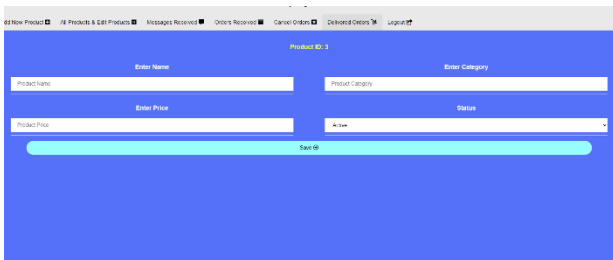 dd New Product All Products & Edit Products Messages Received Orders Received Cancel Orders Delivered Orders Logout
Product ID: 3
Enter Name Enter Category
Product Name Product Category
Enter Price Status
Product Price Active
Save